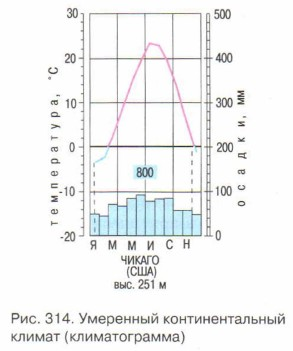 температура, °С
30
20
10
0
-10
-20
800
Я М М И С Н
500
400
300
200
100
0
осадки, мм
ЧИКАГО
(США)
выс. 251 м
Рис. 314. Умеренный континентальный
климат (климатограмма)